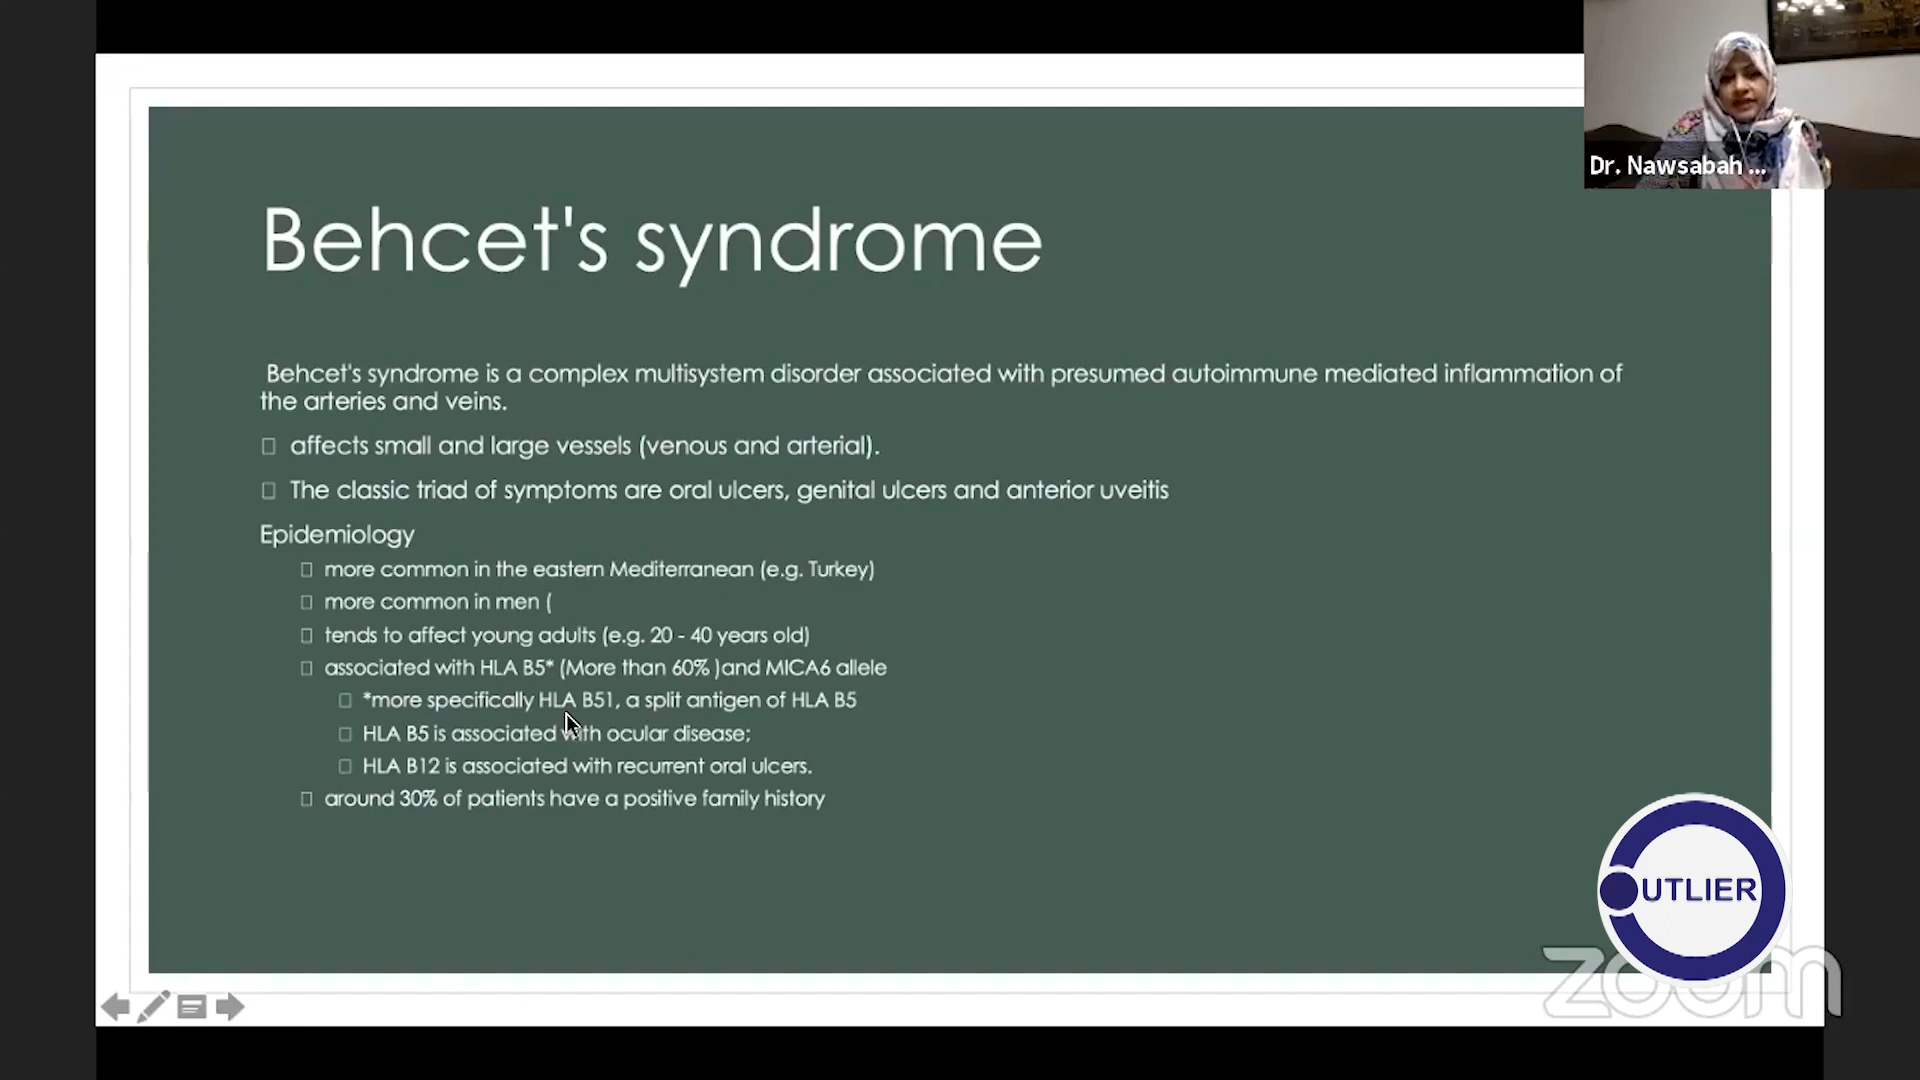 Dr. Nawsabah ...
Behcet's syndrome
Behcet's syndrome is a complex multisystem disorder associated with presumed autoimmune mediated inflammation of
the arteries and veins.
affects small and large vessels (venous and arterial).
The classic triad of symptoms are oral ulcers, genital ulcers and anterior uveitis
Epidemiology
more common in the eastern Mediterranean (e.g. Turkey)
more common in men (
tends to affect young adults (e.g. 20 - 40 years old)
associated with HLA B5* (More than 60% )and MICA6 allele
*more specifically HLA B51, a split antigen of HLA B5
HLA B5 is associated with ocular disease;
HLA B12 is associated with recurrent oral ulcers.
around 30% of patients have a positive family history
OUTLIER
zoom